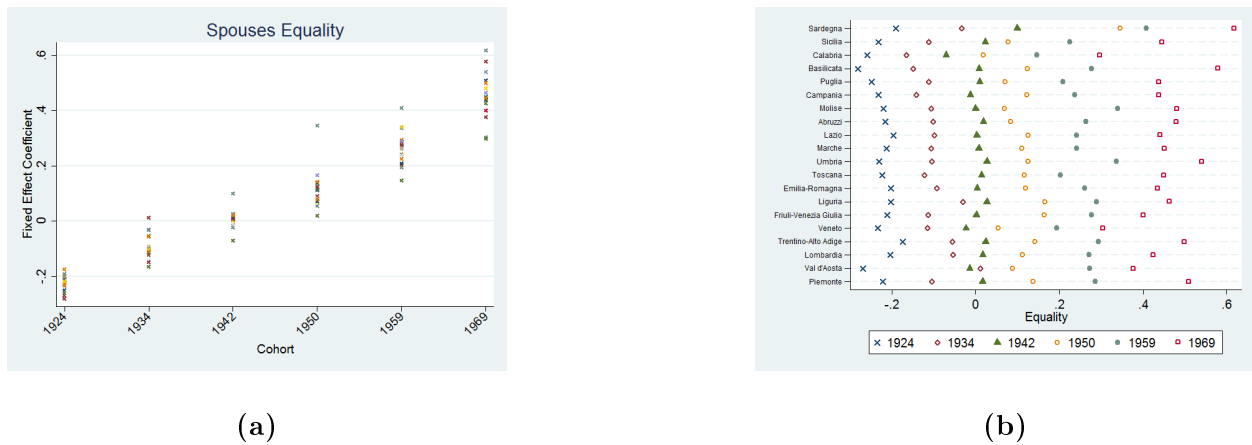 Spouses Equality
Fixed Effect Coefficient
.6
.4
.2
0
-.2
1924 1934 1942 1950 1959 1969
Cohort
(a)
Sardegna
Sicilia
Calabria
Basilicata
Puglia
Campania
Molise
Abruzzi
Lazio
Marche
Umbria
Toscana
Emilia-Romagna
Liguria
Friuli-Venezia Giulia
Veneto
Trentino-Alto Adige
Lombardia
Val d'Aosta
Piemonte
-.2 0 .2 .4 .6
Equality
1924 1934 1942 1950 1959 1969
(b)